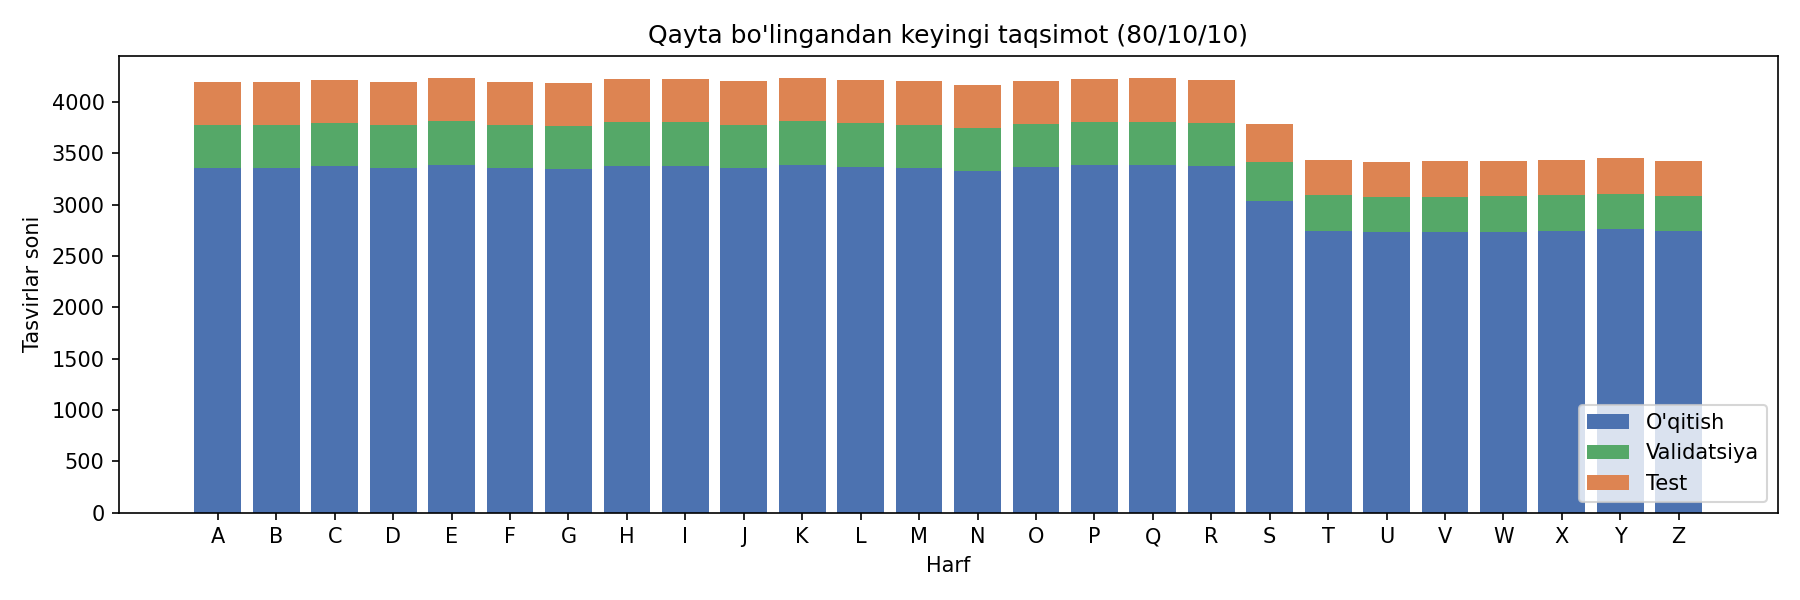 Qayta bo'lingandan keyingi taqsimot (80/10/10)
Tasvirlar soni
4000
3500
3000
2500
2000
1500
1000
500
0
O'qitish
Validatsiya
Test
A B C D E F G H I J K L M N O P Q R S T U V W X Y Z
Harf